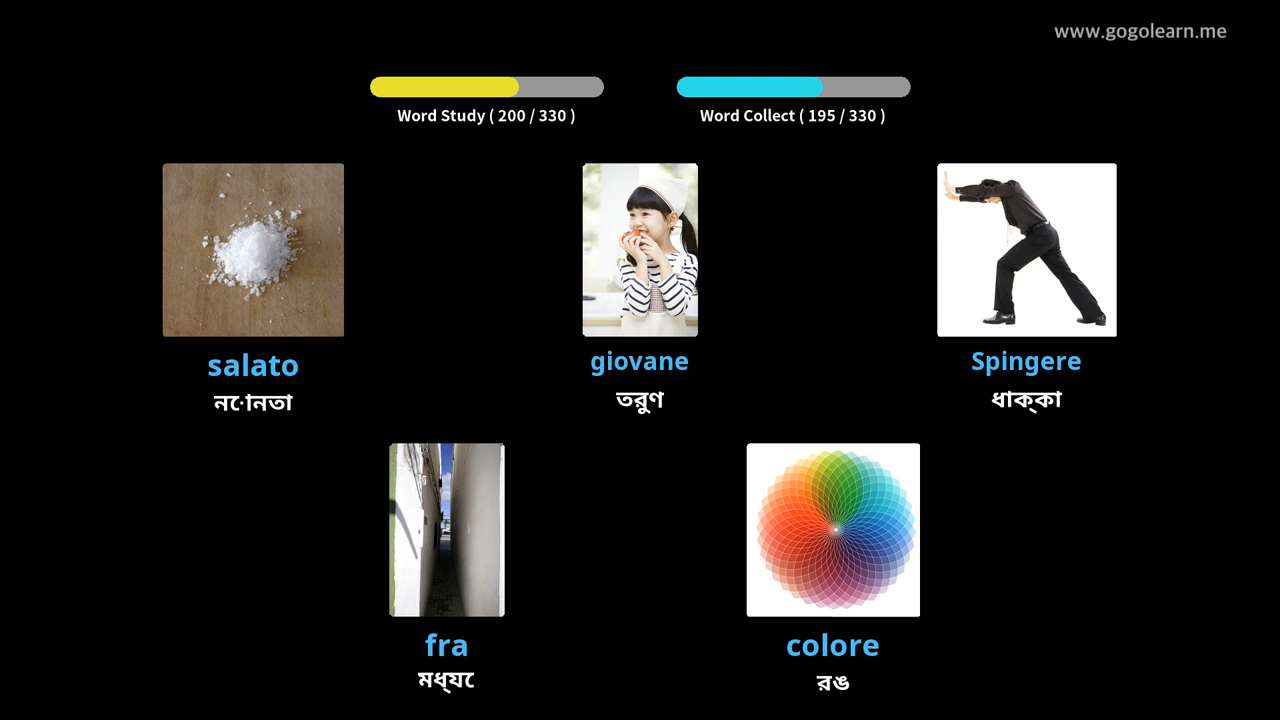 www.gogolearn.me
Word Study ( 200 / 330 )
Word Collect ( 195 / 330 )
salato
নোনতা
giovane
তরুণ
Spingere
ধাক্কা
fra
মধ্যে
colore
রঙ